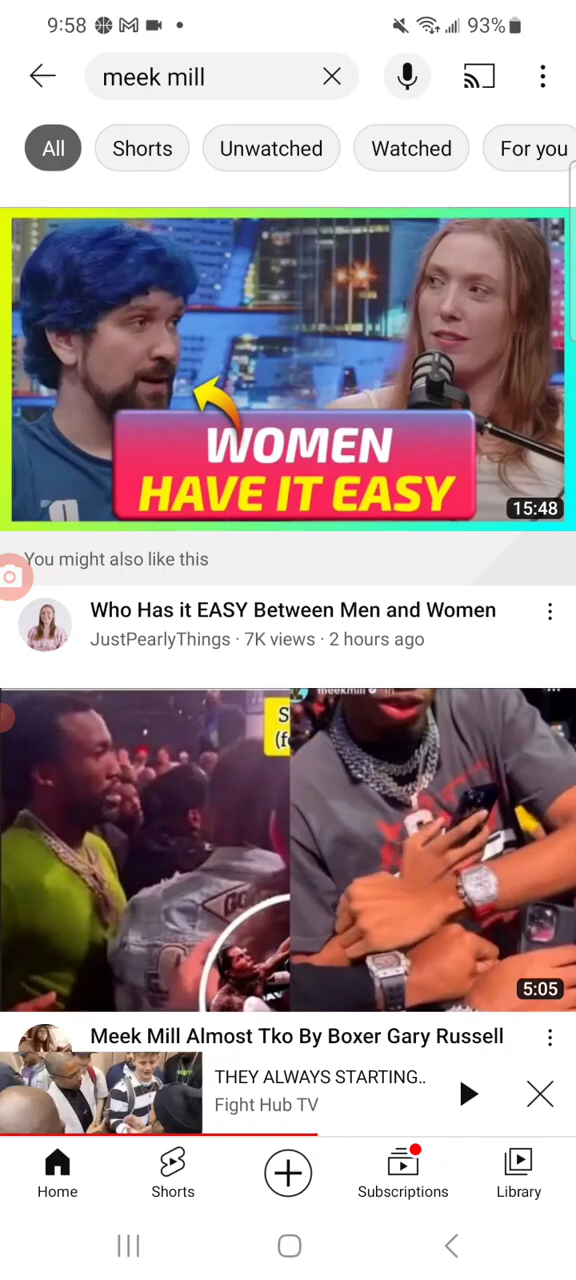 9:58
93%
meek mill
All
Shorts
Unwatched
Watched
For you
WOMEN
HAVE IT EASY
15:48
You might also like this
Who Has it EASY Between Men and Women
JustPearlyThings · 7K views · 2 hours ago
meekmill
5:05
Meek Mill Almost Tko By Boxer Gary Russell
THEY ALWAYS STARTING..
Fight Hub TV
Home
Shorts
Subscriptions
Library